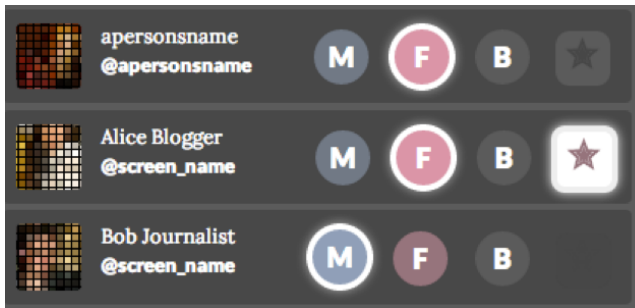 apersonsname
@apersonsname
M F B
Alice Blogger
@screen_name
M F B
Bob Journalist
@screen_name
M F B